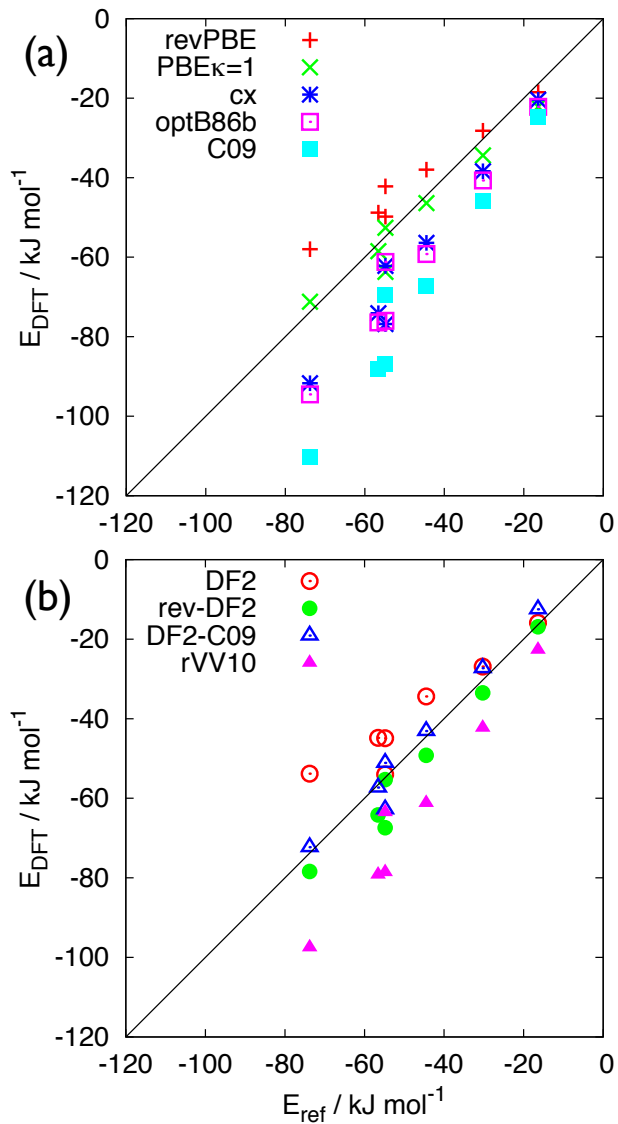 (a)
revPBE
PBEκ=1
cx
optB86b
C09
0
-20
-40
-60
-80
-100
-120
E_DFT / kJ mol⁻¹
-120 -100 -80 -60 -40 -20 0
(b)
DF2
rev-DF2
DF2-C09
rVV10
0
-20
-40
-60
-80
-100
-120
E_DFT / kJ mol⁻¹
-120 -100 -80 -60 -40 -20 0
E_ref / kJ mol⁻¹